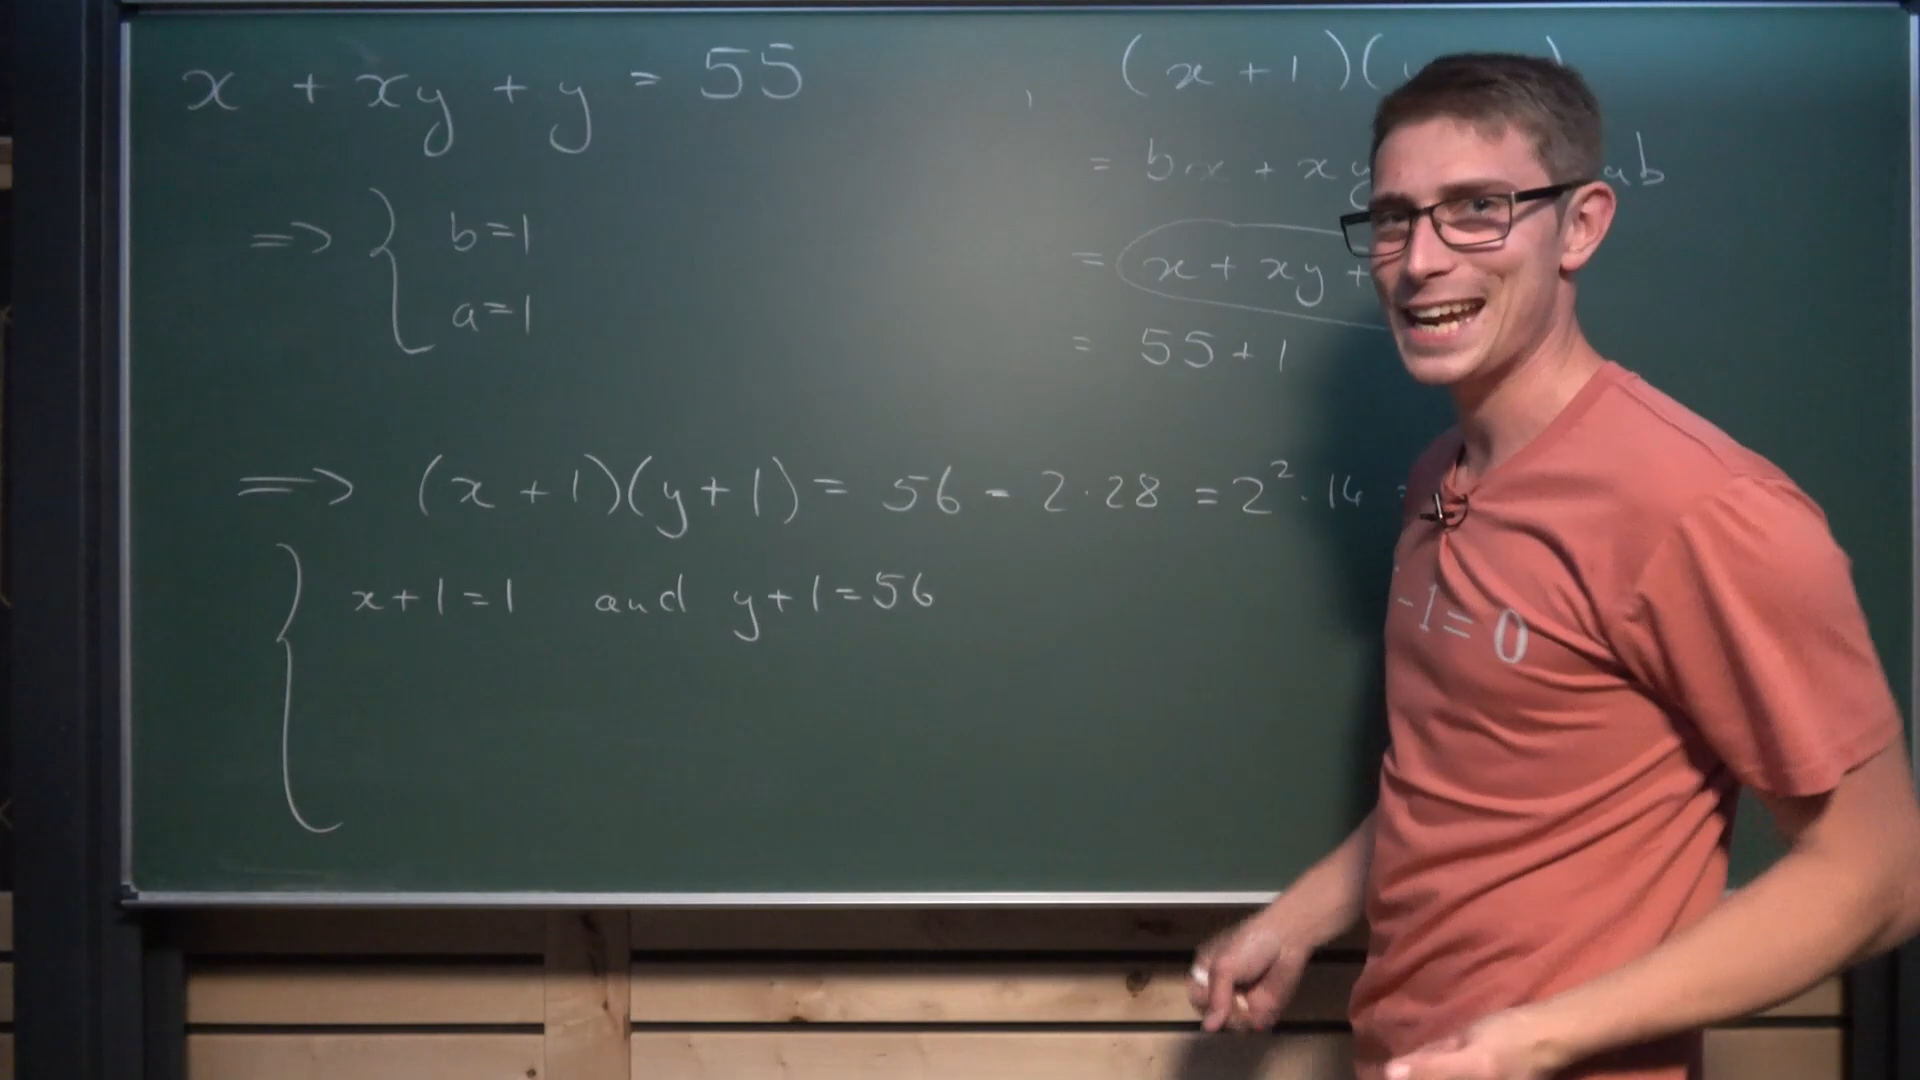 x + xy + y = 55 , (x+1)(
= bx + xy ab
=> { b=1
a=1
= x + xy +
= 55+1
=> (x+1)(y+1) = 56 = 2·28 = 2²·14 =
{ x+1=1 and y+1=56
-1=0